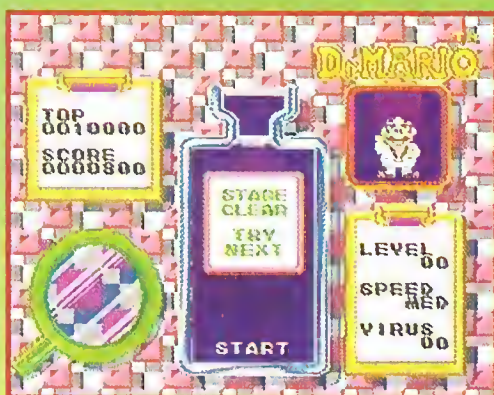 TOP
0010000
SCORE
0000800
STAGE
CLEAR
TRY
NEXT
START
Dr. MARIO
TM
LEVEL
00
SPEED
MED
VIRUS
00